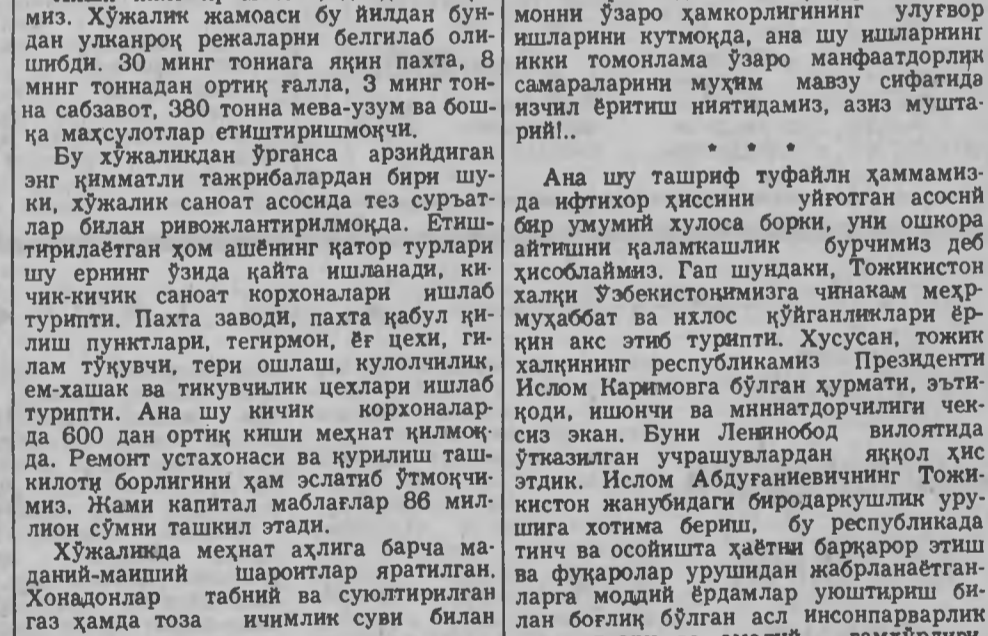 миз. Хўжалик жамоаси бу йилдан бун-
дан улканроқ режаларни белгилаб оли-
шибди. 30 минг тоннага яқин пахта, 8
мннг тоннадан ортиқ ғалла, 3 минг тон-
на сабзавот, 380 тонна мева-узум ва бош-
қа маҳсулотлар етиштиришмоқчи.
Бу хўжаликдан ўрганса арзийдиган
энг қимматли тажрибалардан бири шу-
ки, хўжалик саноат асосида тез суръат-
лар билан ривожлантирилмоқда. Етиш-
тирилаётган ҳом ашёнинг қатор турлари
шу ернинг ўзида қайта ишланади, ки-
чик-кичик саноат корхоналари ишлаб
турипти. Пахта заводи, пахта қабул қи-
лиш пунктлари, тегирмон, ёғ цехи, ги-
лам тўқувчи, тери ошлаш, кулолчилик,
ем-хашак ва тикувчилик цехлари ишлаб
турипти. Ана шу кичик корхоналар-
да 600 дан ортиқ киши меҳнат қилмоқ-
да. Ремонт устахонаси ва қурилиш таш-
килоти борлигини ҳам эслатиб ўтмоқчи-
миз. Жами капитал маблағлар 86 мил-
лион сўмни ташкил этади.
Хўжаликда меҳнат аҳлига барча ма-
даний-маиший шароитлар яратилган.
Хонадонлар табний ва суюлтирилган
газ ҳамда тоза ичимлик суви билан
монни ўзаро ҳамкорлигининг улуғвор
ишларини кутмоқда, ана шу ишларнинг
икки томонлама ўзаро манфаатдорлик
самараларини муҳим мавзу сифатида
изчил ёритиш ниятидамиз, азиз мушта-
рий!..
* * *
Ана шу ташриф туфайлн ҳаммамиз-
да ифтихор ҳиссини уйғотган асосий
бир умумий хулоса борки, уни ошкора
айтишни қаламкашлик бурчимиз деб
ҳисоблаймиз. Гап шундаки, Тожикистон
халқи Ўзбекистонимизга чинакам меҳр-
муҳаббат ва нхлос қўйганликлари ёр-
қин акс этиб турипти. Хусусан, тожик
халқининг республикамиз Президенти
Ислом Каримовга бўлган ҳурмати, эъти-
қоди, ишончи ва мнннатдорчилиги чек-
сиз экан. Буни Ленинобод вилоятида
ўтказилган учрашувлардан яққол ҳис
этдик. Ислом Абдуғаниевичнинг Тожи-
кистон жанубидаги биродаркушлик уру-
шига хотима бериш, бу республикада
тинч ва осойишта ҳаётни барқарор этиш
ва фуқаролар урушидан жабрланаётган-
ларга моддий ёрдамлар уюштириш би-
лан боғлиқ бўлган асл инсонпарварлик